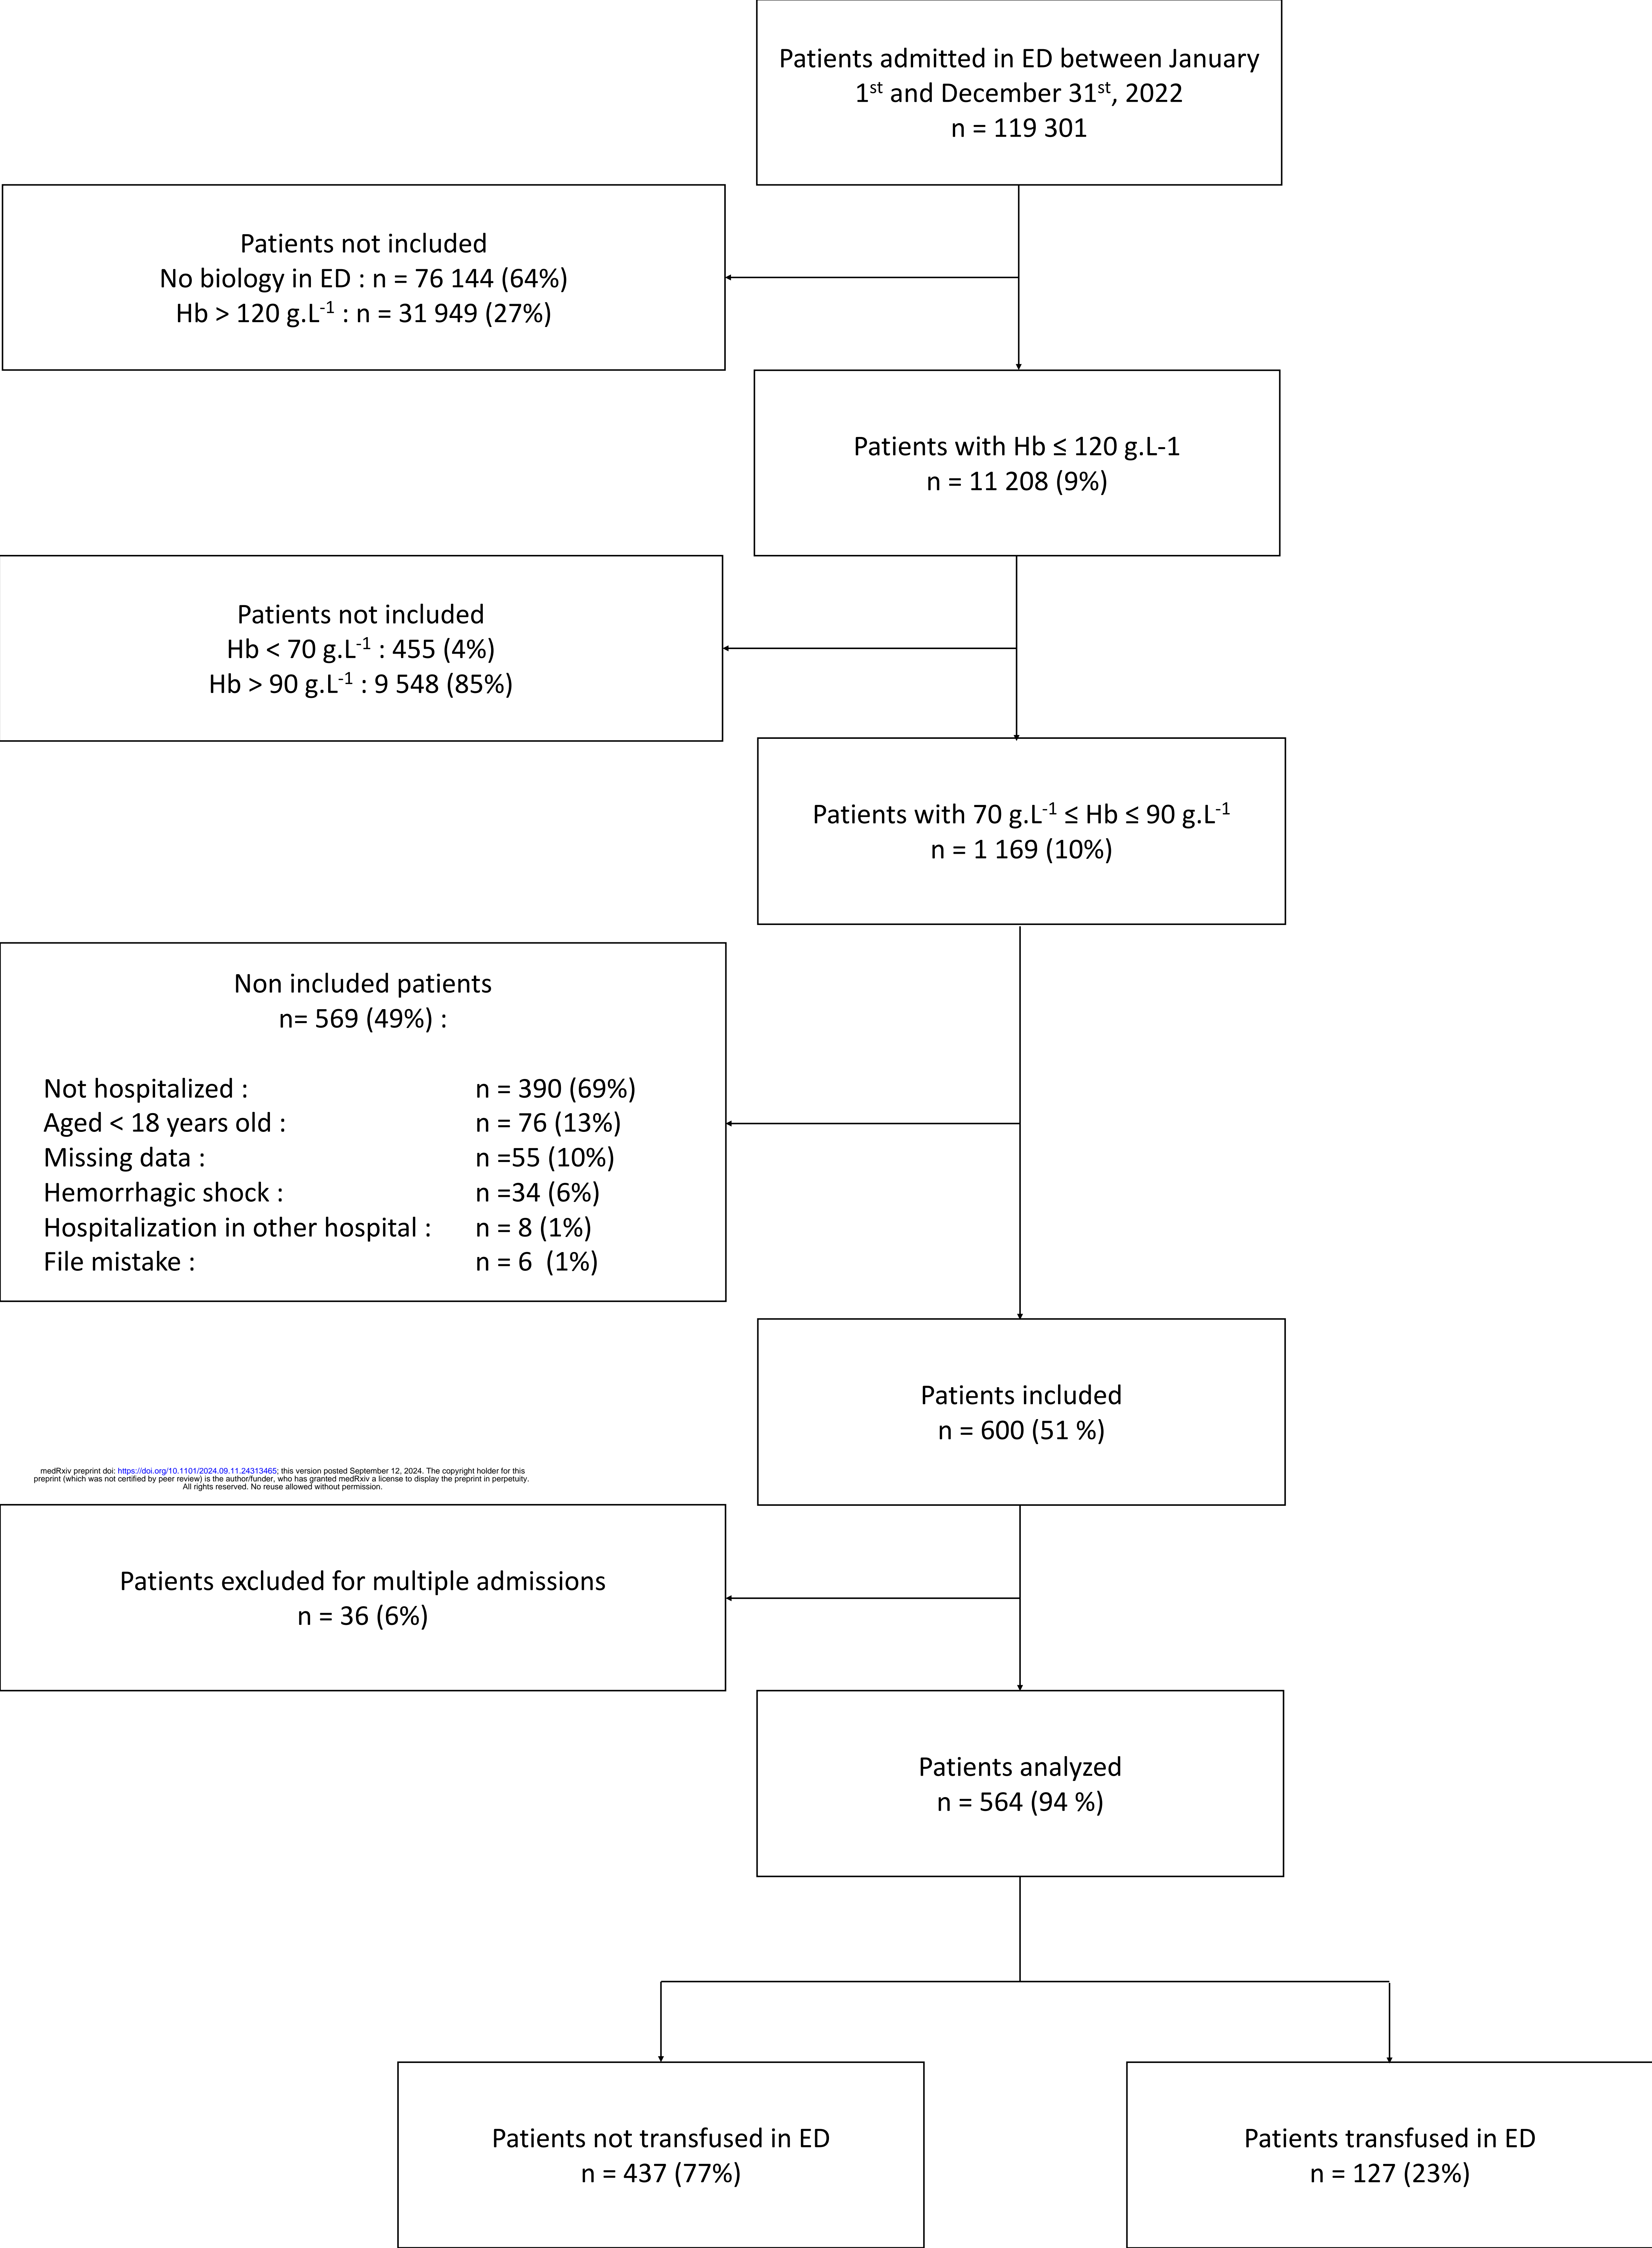 Patients admitted in ED between January
1st and December 31st, 2022
n = 119 301
Patients not included
No biology in ED : n = 76 144 (64%)
Hb > 120 g.L-1 : n = 31 949 (27%)
Patients with Hb ≤ 120 g.L-1
n = 11 208 (9%)
Patients not included
Hb < 70 g.L-1 : 455 (4%)
Hb > 90 g.L-1 : 9 548 (85%)
Patients with 70 g.L-1 ≤ Hb ≤ 90 g.L-1
n = 1 169 (10%)
Non included patients
n= 569 (49%) :
Not hospitalized : n = 390 (69%)
Aged < 18 years old : n = 76 (13%)
Missing data : n =55 (10%)
Hemorrhagic shock : n =34 (6%)
Hospitalization in other hospital : n = 8 (1%)
File mistake : n = 6 (1%)
Patients included
n = 600 (51 %)
medRxiv preprint doi: https://doi.org/10.1101/2024.09.11.24313465; this version posted September 12, 2024. The copyright holder for this
preprint (which was not certified by peer review) is the author/funder, who has granted medRxiv a license to display the preprint in perpetuity.
All rights reserved. No reuse allowed without permission.
Patients excluded for multiple admissions
n = 36 (6%)
Patients analyzed
n = 564 (94 %)
Patients not transfused in ED
n = 437 (77%)
Patients transfused in ED
n = 127 (23%)